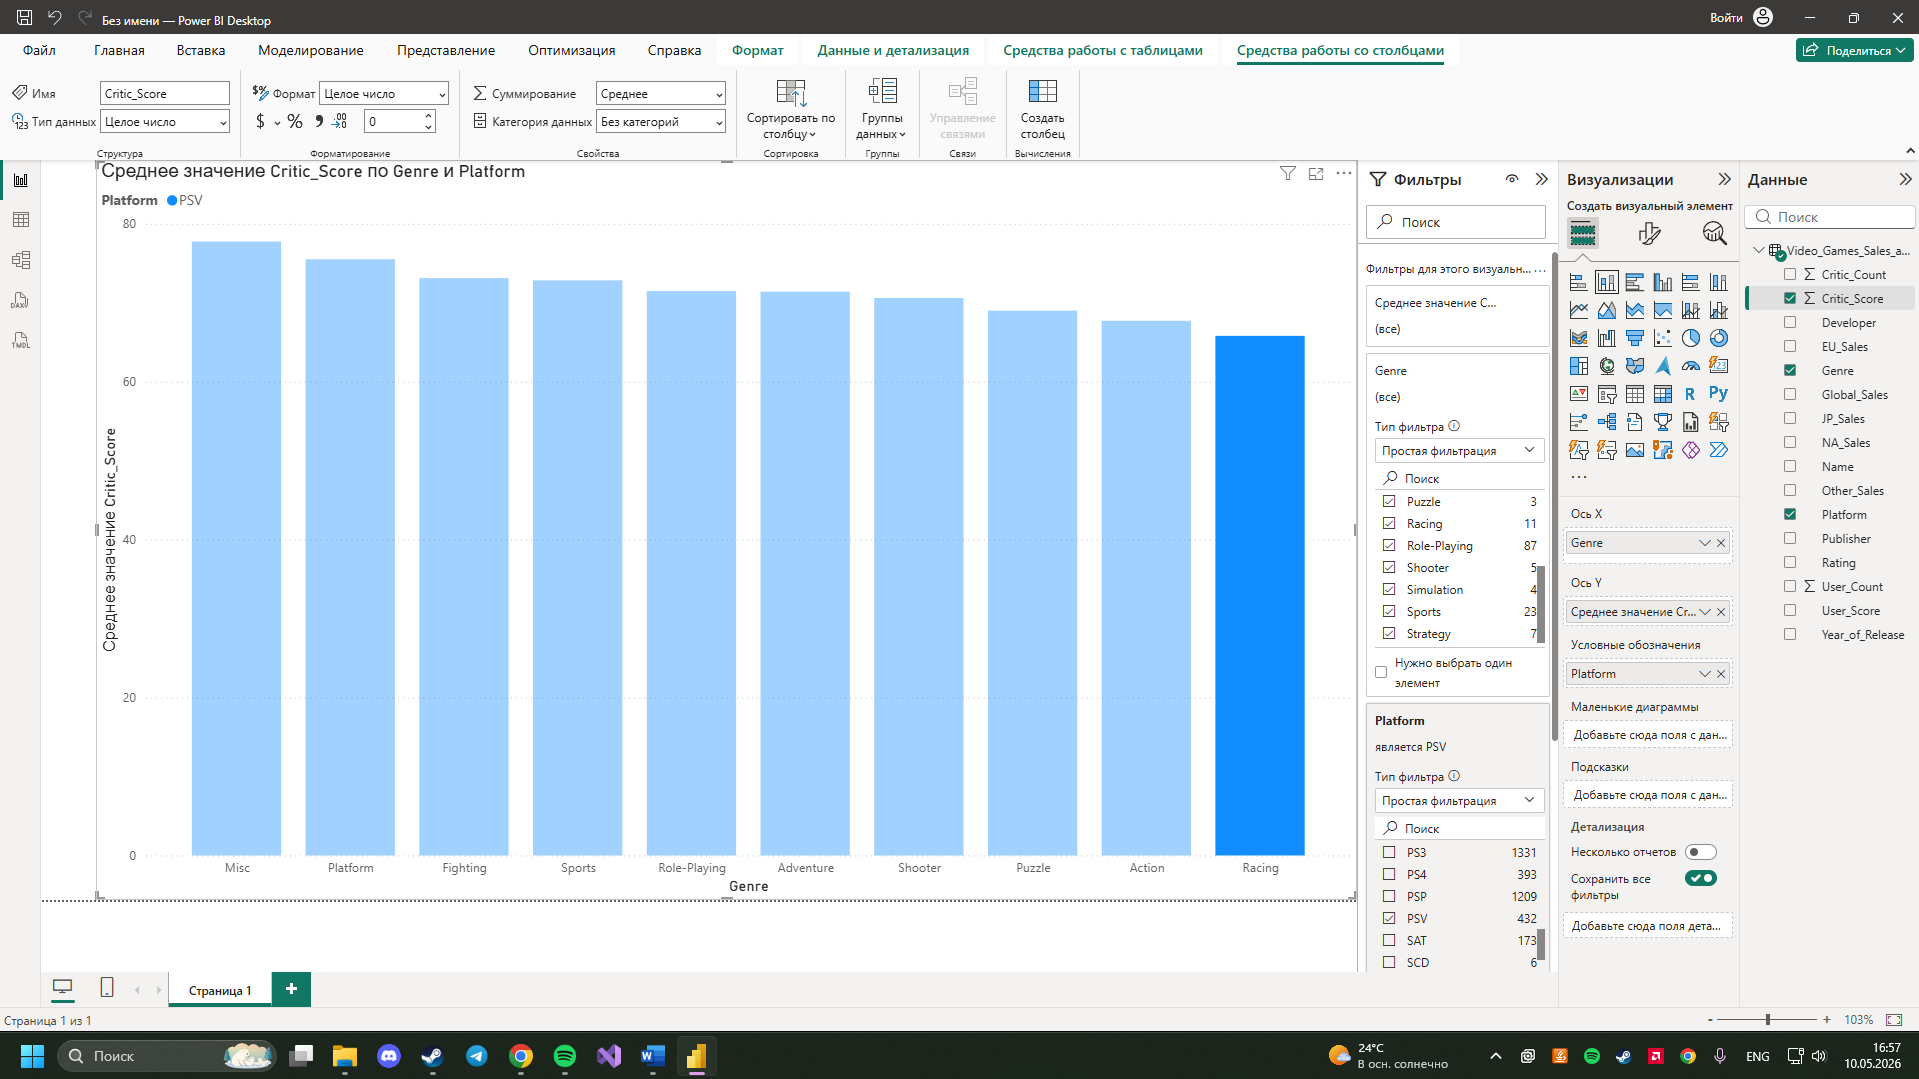 Без имени — Power BI Desktop
Войти
Файл
Главная
Вставка
Моделирование
Представление
Оптимизация
Справка
Формат
Данные и детализация
Средства работы с таблицами
Средства работы со столбцами
Поделиться
Имя
Critic_Score
Тип данных
Целое число
Структура
Формат
Целое число
$ % 0
Форматирование
Суммирование
Среднее
Категория данных
Без категорий
Свойства
Сортировать по
столбцу
Сортировка
Группы
данных
Группы
Управление
связями
Связи
Создать
столбец
Вычисления
Среднее значение Critic_Score по Genre и Platform
Platform PSV
Среднее значение Critic_Score
80
60
40
20
0
Misc
Platform
Fighting
Sports
Role-Playing
Adventure
Shooter
Puzzle
Action
Racing
Genre
Фильтры
Поиск
Фильтры для этого визуальн... ...
Среднее значение C...
(все)
Genre
(все)
Тип фильтра
Простая фильтрация
Поиск
Puzzle 3
Racing 11
Role-Playing 87
Shooter 5
Simulation 4
Sports 23
Strategy 7
Нужно выбрать один
элемент
Platform
является PSV
Тип фильтра
Простая фильтрация
Поиск
PS3 1331
PS4 393
PSP 1209
PSV 432
SAT 173
SCD 6
Визуализации
Создать визуальный элемент
R
Py
123
...
Ось X
Genre
Ось Y
Среднее значение Cr...
Условные обозначения
Platform
Маленькие диаграммы
Добавьте сюда поля с дан...
Подсказки
Добавьте сюда поля с дан...
Детализация
Несколько отчетов
Сохранить все
фильтры
Добавьте сюда поля дета...
Данные
Поиск
Video_Games_Sales_a...
Critic_Count
Critic_Score
Developer
EU_Sales
Genre
Global_Sales
JP_Sales
NA_Sales
Name
Other_Sales
Platform
Publisher
Rating
User_Count
User_Score
Year_of_Release
DAX
TMDL
Страница 1
+
Страница 1 из 1
- + 103%
Поиск
24°C
В осн. солнечно
ENG
16:57
10.05.2026